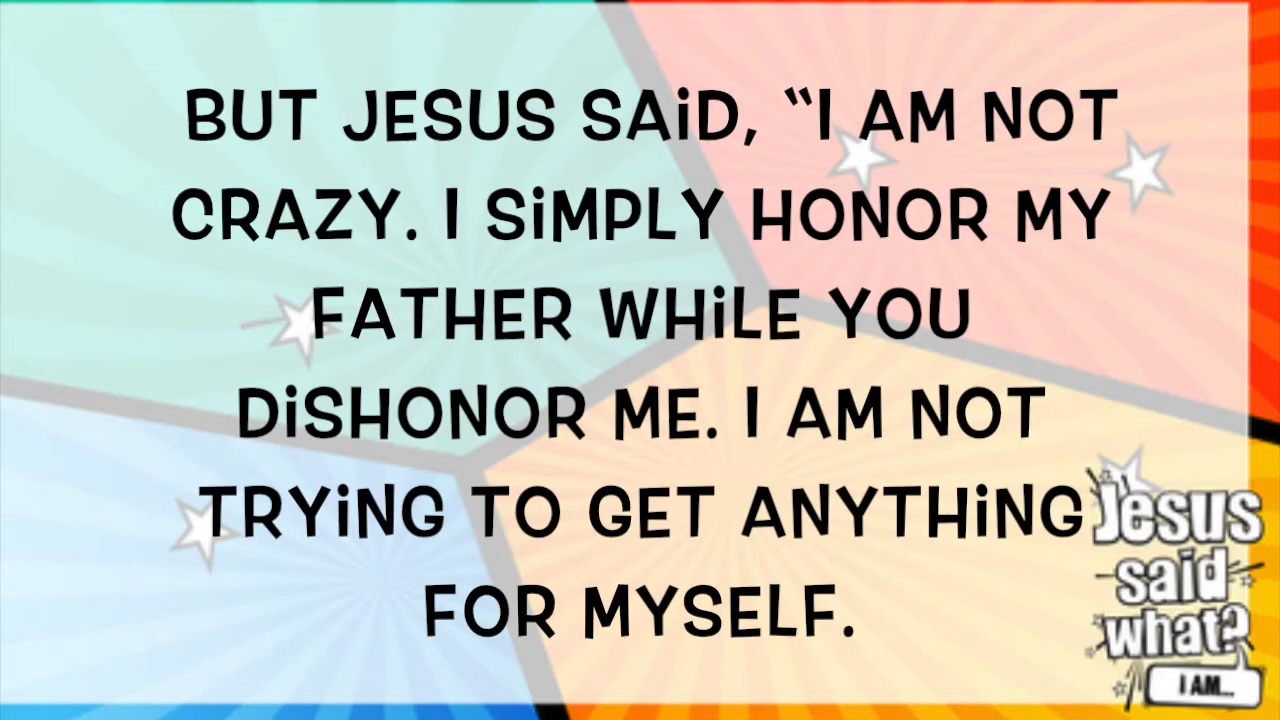 BUT JESUS SAiD, “I AM NOT
CRAZY. I SiMPLY HONOR MY
FATHER WHiLE YOU
DiSHONOR ME. I AM NOT
TRYiNG TO GET ANYTHiNG
FOR MYSELF.
Jesus
said
what?
I AM...